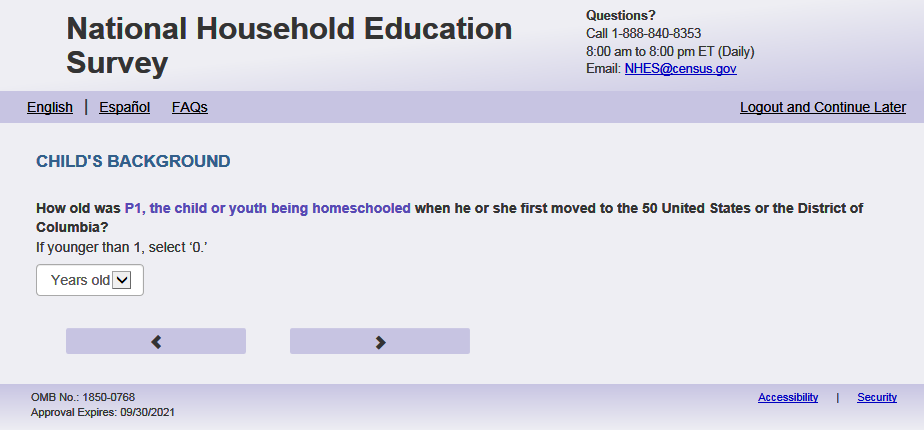 National Household Education
Survey
Questions?
Call 1-888-840-8353
8:00 am to 8:00 pm ET (Daily)
Email: NHES@census.gov
English | Español FAQs Logout and Continue Later
CHILD'S BACKGROUND
How old was P1, the child or youth being homeschooled when he or she first moved to the 50 United States or the District of
Columbia?
If younger than 1, select ‘0.’
Years old
OMB No.: 1850-0768
Approval Expires: 09/30/2021
Accessibility | Security